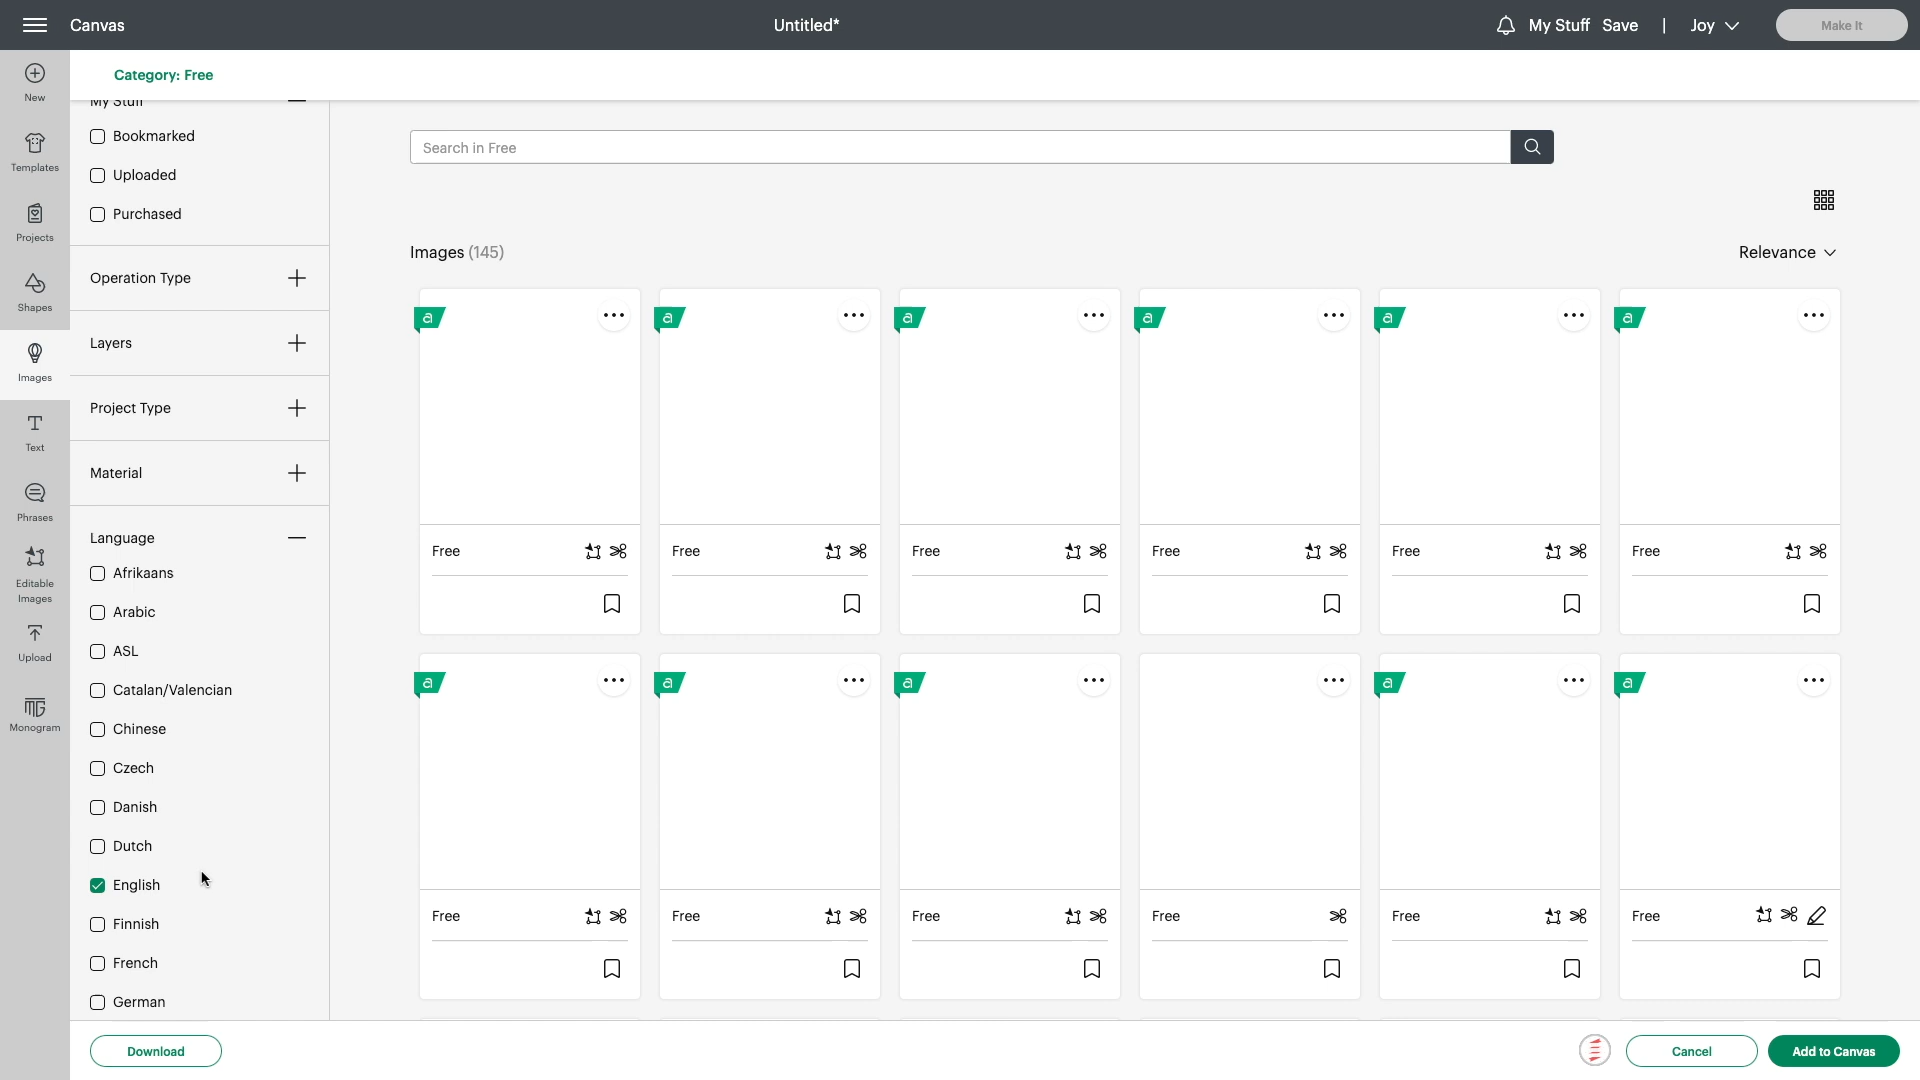 Canvas
Untitled*
My Stuff
Save
|
Joy
Make It
New
Templates
Projects
Shapes
Images
Text
Phrases
Editable
Images
Upload
Monogram
Category: Free
My Stuff
Bookmarked
Uploaded
Purchased
Operation Type
Layers
Project Type
Material
Language
Afrikaans
Arabic
ASL
Catalan/Valencian
Chinese
Czech
Danish
Dutch
English
Finnish
French
German
Search in Free
Images (145)
Relevance
a
a
a
a
a
a
Free
Free
Free
Free
Free
Free
a
a
a
a
a
Free
Free
Free
Free
Free
Free
Download
Cancel
Add to Canvas